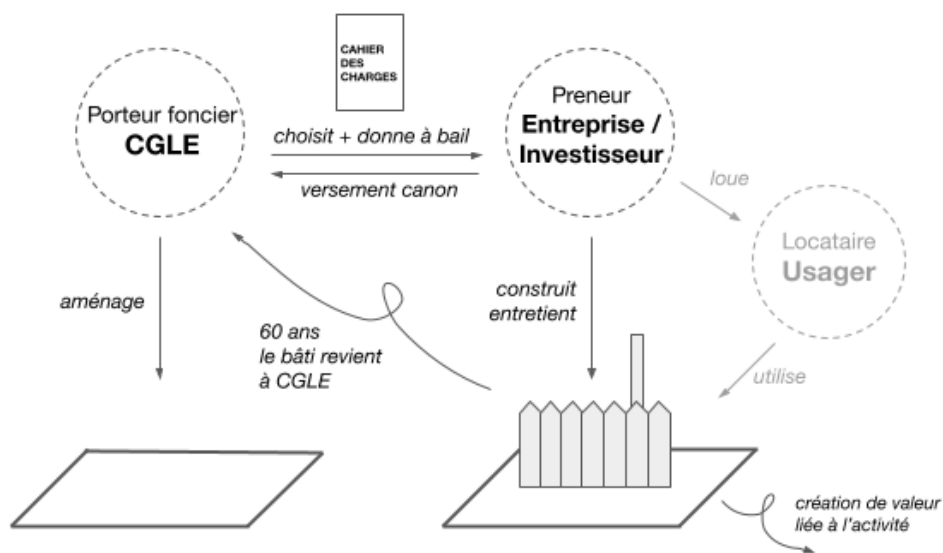 CAHIER
DES
CHARGES
Porteur foncier
CGLE
choisit + donne à bail
versement canon
Preneur
Entreprise /
Investisseur
loue
Locataire
Usager
aménage
construit
entretient
60 ans
le bâti revient
à CGLE
utilise
création de valeur
liée à l'activité